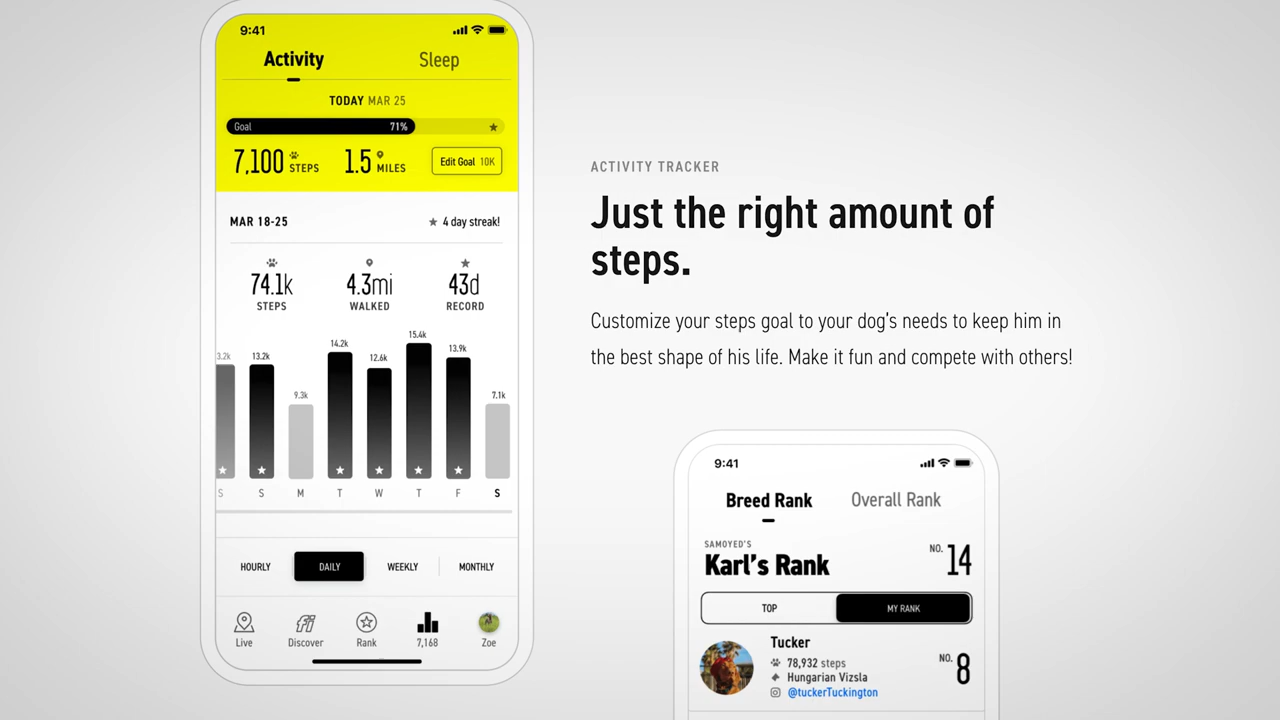 9:41
Activity
Sleep
TODAY MAR 25
Goal
71%
7,100 STEPS
1.5 MILES
Edit Goal 10K
MAR 18-25
4 day streak!
74.1k
STEPS
4.3mi
WALKED
43d
RECORD
3.2k
13.2k
9.3k
14.2k
12.6k
15.4k
13.9k
7.1k
S S M T W T F S
HOURLY
DAILY
WEEKLY
MONTHLY
Live
fi
Discover
Rank
7,168
Zoe
ACTIVITY TRACKER
Just the right amount of
steps.
Customize your steps goal to your dog's needs to keep him in
the best shape of his life. Make it fun and compete with others!
9:41
Breed Rank
Overall Rank
SAMOYED'S
Karl's Rank
NO. 14
TOP
MY RANK
Tucker
78,932 steps
Hungarian Vizsla
@tuckerTuckington
NO. 8